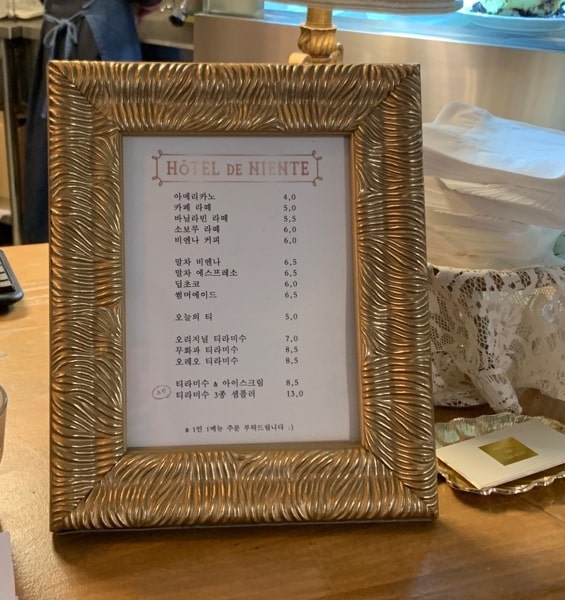 HÔTEL DE NIENTE
아메리카노 4,0
카페 라떼 5,0
바닐라빈 라떼 5,5
소보루 라떼 6,0
비엔나 커피 6,0
말차 비엔나 6,5
말차 에스프레소 6,5
딥초코 6,0
썸머에이드 6,5
오늘의 티 5,0
오리지널 티라미수 7,0
무화과 티라미수 8,5
오레오 티라미수 8,5
티라미수 & 아이스크림 8,5
티라미수 3종 샘플러 13,0
& 1인 1메뉴 주문 부탁드립니다 :)